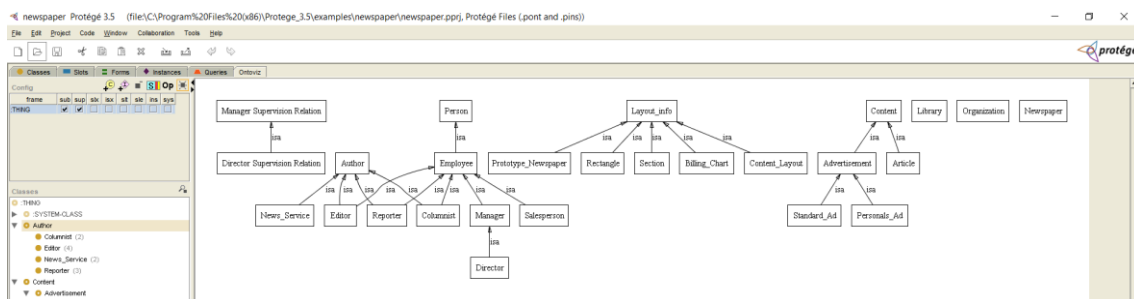 newspaper Protégé 3.5 (file:\C:\Program%20Files%20(x86)\Protege_3.5\examples\newspaper\newspaper.pprj, Protégé Files (.pont and .pins))
File Edit Project Code Window Collaboration Tools Help
protégé
Classes Slots Forms Instances Queries Ontoviz
Config Op
frame sub sup slx isx slt sle ins sys
THING
Manager Supervision Relation Person Layout_info Content Library Organization Newspaper
isa isa isa isa isa isa isa isa isa
Director Supervision Relation Author Employee Prototype_Newspaper Rectangle Section Billing_Chart Content_Layout Advertisement Article
isa isa isa isa isa isa isa isa isa isa isa
News_Service Editor Reporter Columnist Manager Salesperson Standard_Ad Personals_Ad
isa
Director
Classes
:THING
:SYSTEM-CLASS
Author
Columnist (2)
Editor (4)
News_Service (2)
Reporter (3)
Content
Advertisement